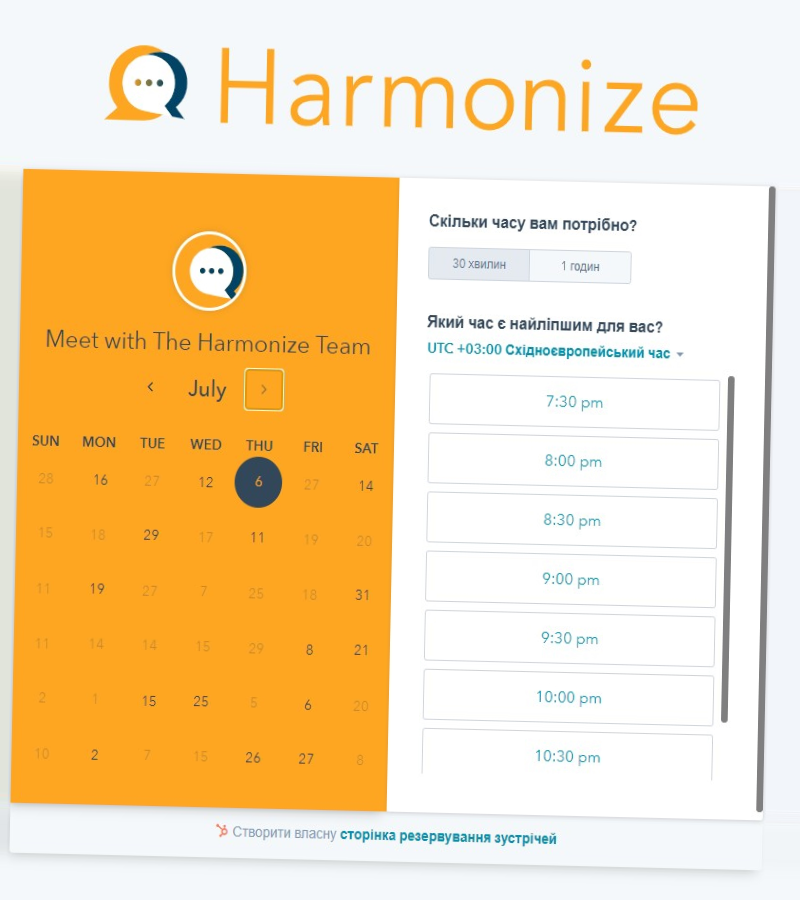 Harmonize
Meet with The Harmonize Team
July
SUN MON TUE WED THU FRI SAT
28 16 27 12 6 27 14
15 18 29 17 11 19 20
11 19 27 7 25 18 31
11 14 14 15 29 8 21
2 1 15 25 5 6 20
10 2 7 15 26 27 8
Скільки часу вам потрібно?
30 хвилин 1 годин
Який час є найліпшим для вас?
UTC +03:00 Східноєвропейський час
7:30 pm
8:00 pm
8:30 pm
9:00 pm
9:30 pm
10:00 pm
10:30 pm
Створити власну сторінка резервування зустрічей